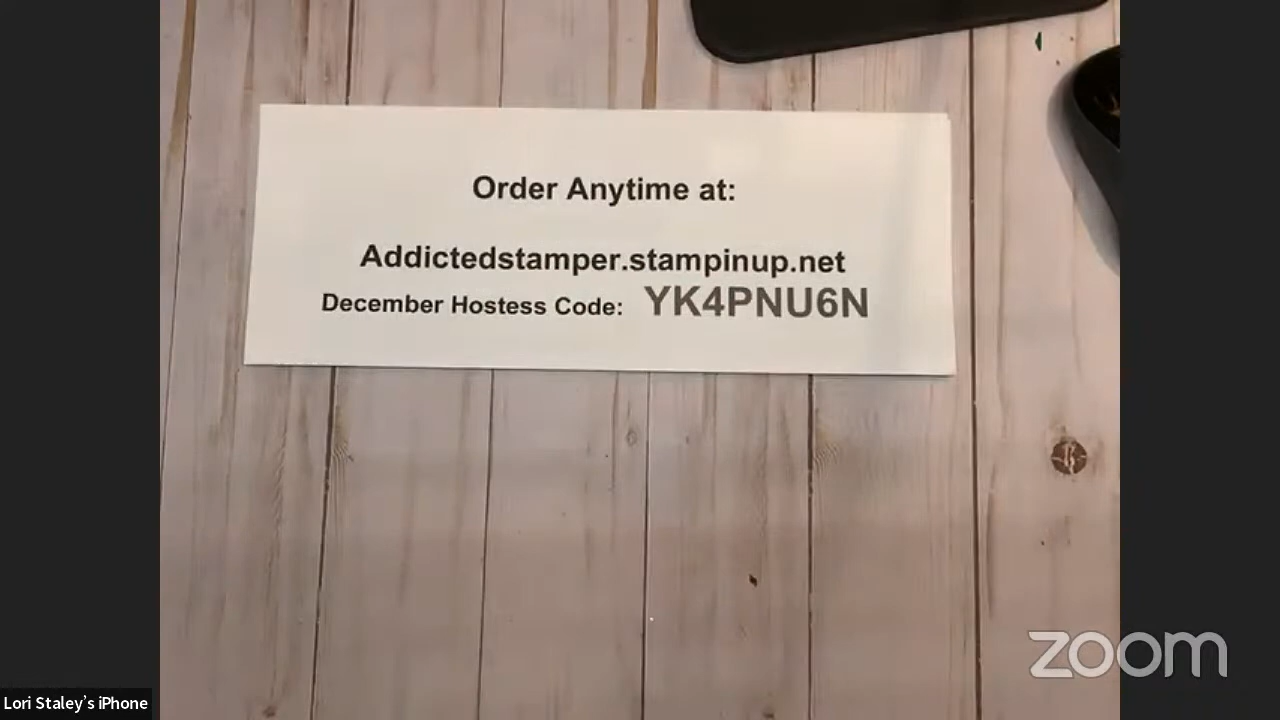 Order Anytime at:
Addictedstamper.stampinup.net
December Hostess Code: YK4PNU6N
zoom
Lori Staley's iPhone